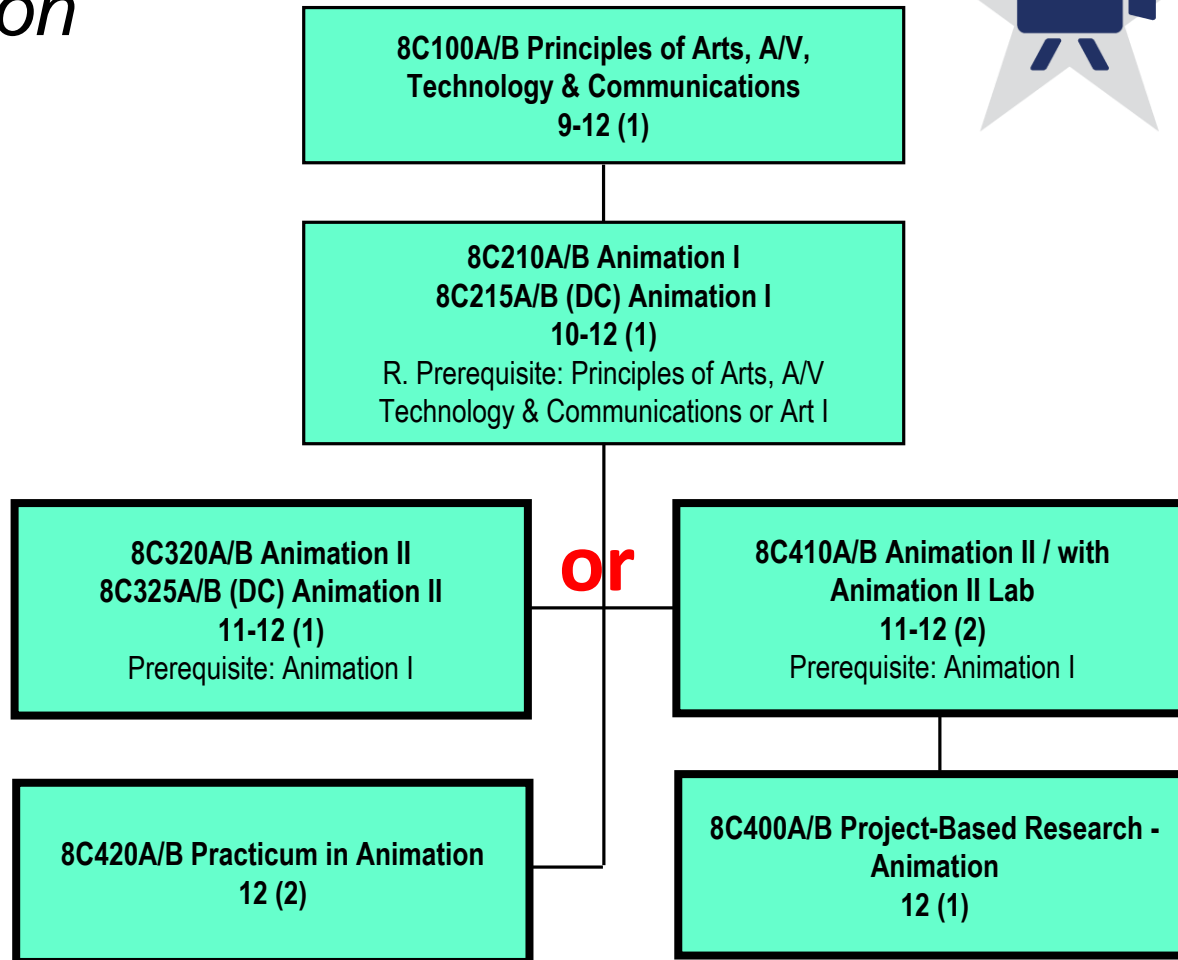 8C100A/B Principles of Arts, A/V,
Technology & Communications
9-12 (1)
8C210A/B Animation I
8C215A/B (DC) Animation I
10-12 (1)
R. Prerequisite: Principles of Arts, A/V
Technology & Communications or Art I
8C320A/B Animation II
8C325A/B (DC) Animation II
11-12 (1)
Prerequisite: Animation I
or
8C410A/B Animation II / with
Animation II Lab
11-12 (2)
Prerequisite: Animation I
8C420A/B Practicum in Animation
12 (2)
8C400A/B Project-Based Research -
Animation
12 (1)